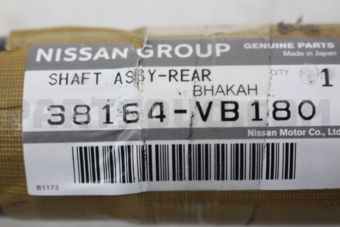 NISSAN GROUP
GENUINE PARTS
Made in Japan
SHAFT ASSY-REAR
BHAKAH
1
38164-VB180
Nissan Motor Co., Ltd
B1173